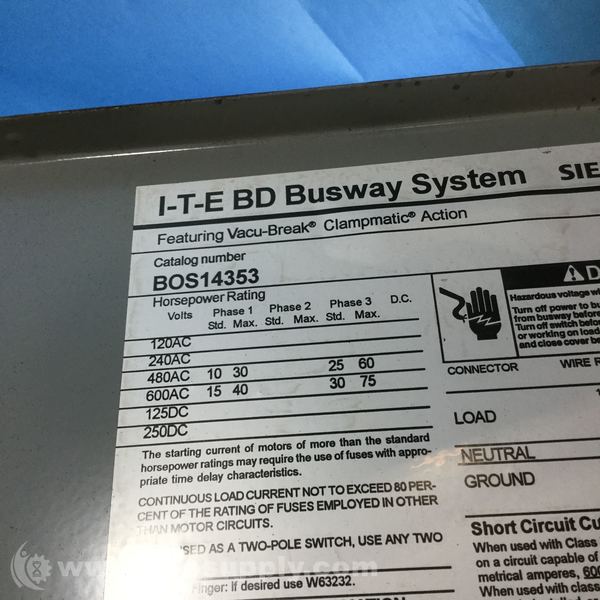 I-T-E BD Busway System
Featuring Vacu-Break® Clampmatic® Action
Catalog number
BOS14353
Horsepower Rating
Volts Phase 1 Phase 2 Phase 3 D.C.
Std. Max. Std. Max. Std. Max.
120AC
240AC
480AC 10 30 25 60
600AC 15 40 30 75
125DC
250DC
The starting current of motors of more than the standard
horsepower ratings may require the use of fuses with appro-
priate time delay characteristics.
CONTINUOUS LOAD CURRENT NOT TO EXCEED 80 PER-
CENT OF THE RATING OF FUSES EMPLOYED IN OTHER
THAN MOTOR CIRCUITS.
USED AS A TWO-POLE SWITCH, USE ANY TWO
Finger: If desired use W63232.
SIE
Hazardous voltage
Turn off power to
from busway before
Turn off switch before
or working on load
and close cover
CONNECTOR WIRE
LOAD
NEUTRAL
GROUND
Short Circuit
When used with Class
on a circuit capable of
metrical amperes,
When used with class